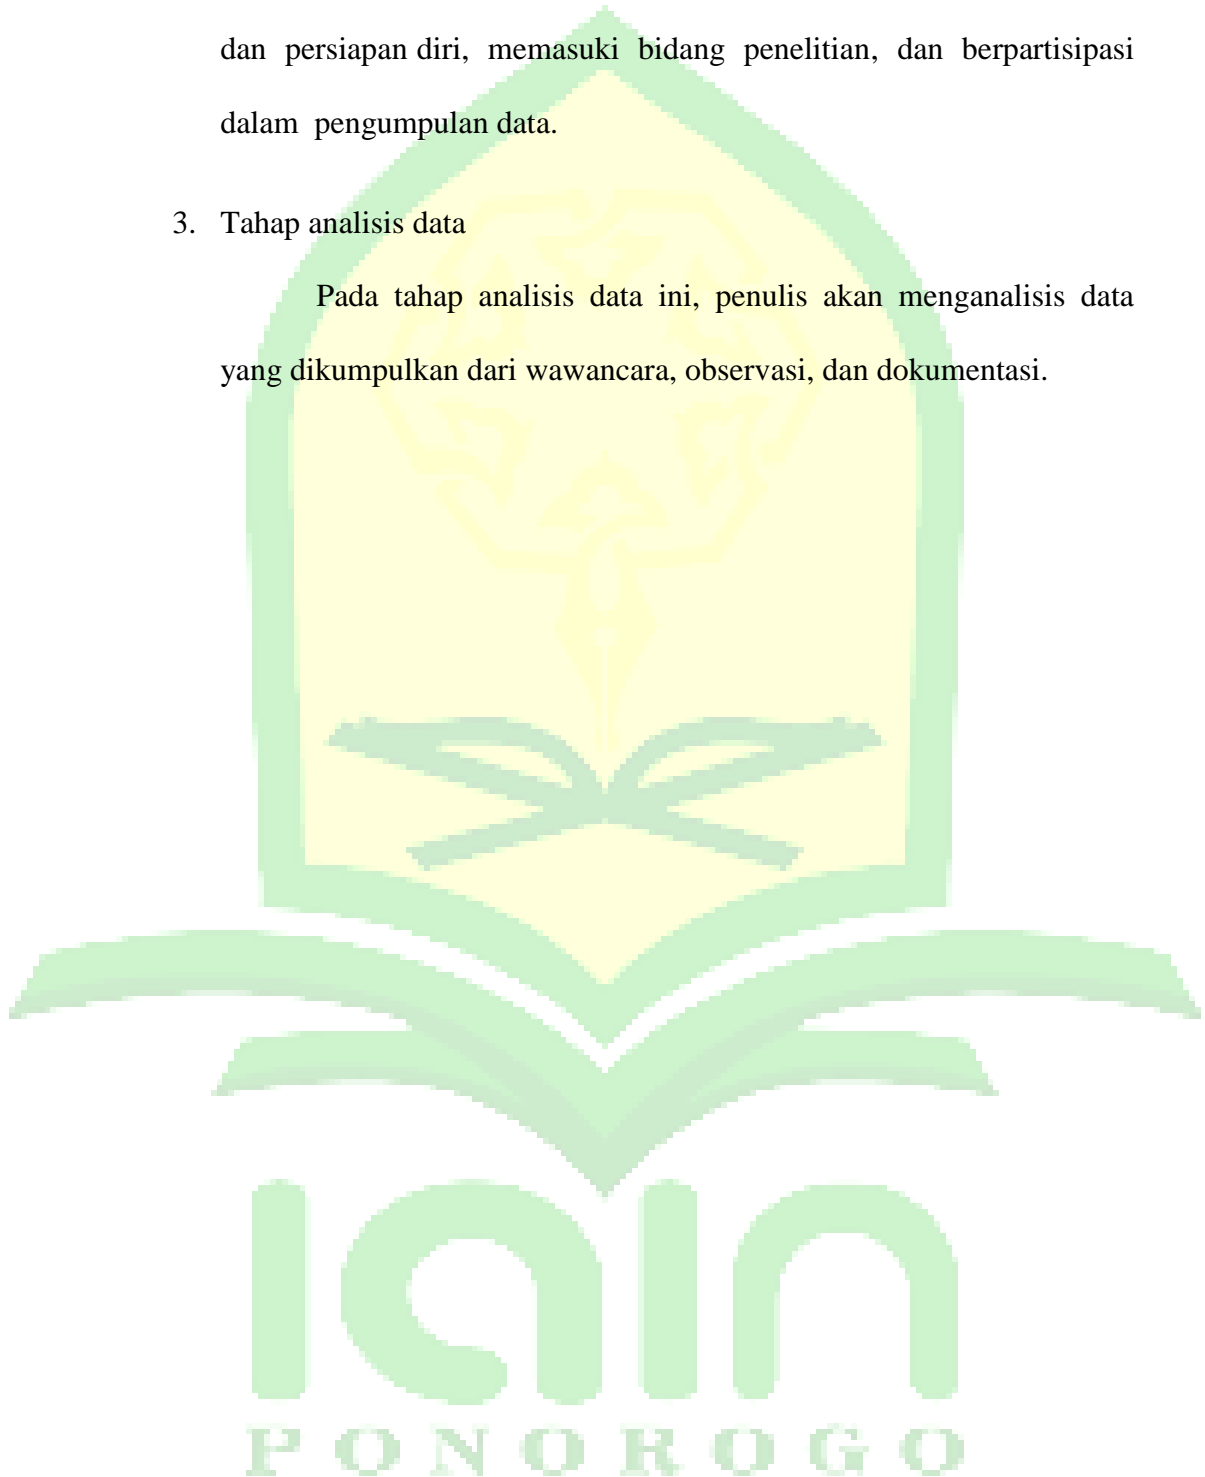 dan persiapan diri, memasuki bidang penelitian, dan berpartisipasi
dalam pengumpulan data.
3. Tahap analisis data
Pada tahap analisis data ini, penulis akan menganalisis data
yang dikumpulkan dari wawancara, observasi, dan dokumentasi.
iain
PONOROGO